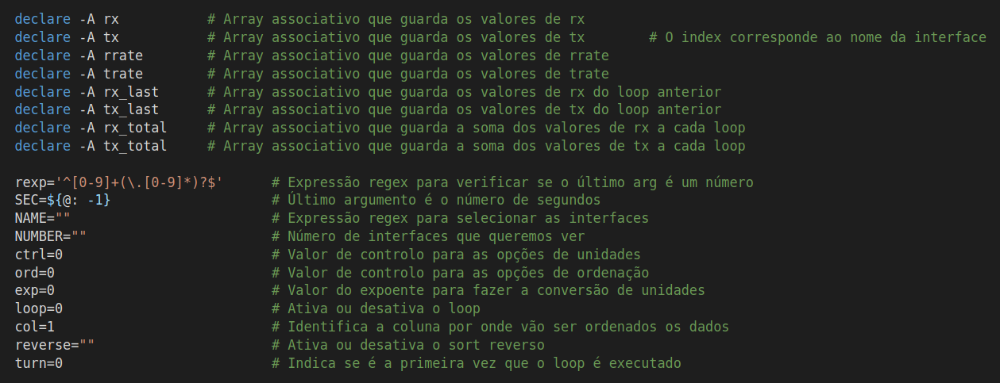 declare -A rx # Array associativo que guarda os valores de rx
declare -A tx # Array associativo que guarda os valores de tx # O index corresponde ao nome da interface
declare -A rrate # Array associativo que guarda os valores de rrate
declare -A trate # Array associativo que guarda os valores de trate
declare -A rx_last # Array associativo que guarda os valores de rx do loop anterior
declare -A tx_last # Array associativo que guarda os valores de tx do loop anterior
declare -A rx_total # Array associativo que guarda a soma dos valores de rx a cada loop
declare -A tx_total # Array associativo que guarda a soma dos valores de tx a cada loop
rexp='^[0-9]+(\.[0-9]*)?$' # Expressão regex para verificar se o último arg é um número
SEC=${@: -1} # Último argumento é o número de segundos
NAME="" # Expressão regex para selecionar as interfaces
NUMBER="" # Número de interfaces que queremos ver
ctrl=0 # Valor de controlo para as opções de unidades
ord=0 # Valor de controlo para as opções de ordenação
exp=0 # Valor do expoente para fazer a conversão de unidades
loop=0 # Ativa ou desativa o loop
col=1 # Identifica a coluna por onde vão ser ordenados os dados
reverse="" # Ativa ou desativa o sort reverso
turn=0 # Indica se é a primeira vez que o loop é executado